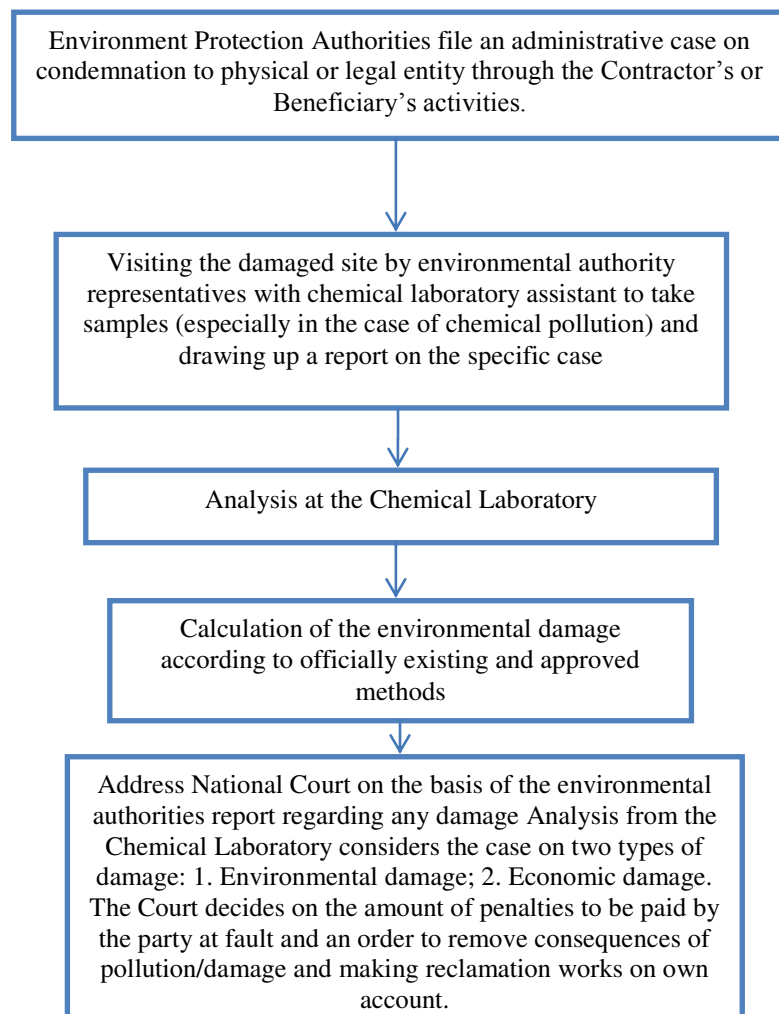 Environment Protection Authorities file an administrative case on
condemnation to physical or legal entity through the Contractor’s or
Beneficiary’s activities.
Visiting the damaged site by environmental authority
representatives with chemical laboratory assistant to take
samples (especially in the case of chemical pollution) and
drawing up a report on the specific case
Analysis at the Chemical Laboratory
Calculation of the environmental damage
according to officially existing and approved
methods
Address National Court on the basis of the environmental
authorities report regarding any damage Analysis from the
Chemical Laboratory considers the case on two types of
damage: 1. Environmental damage; 2. Economic damage.
The Court decides on the amount of penalties to be paid by
the party at fault and an order to remove consequences of
pollution/damage and making reclamation works on own
account.